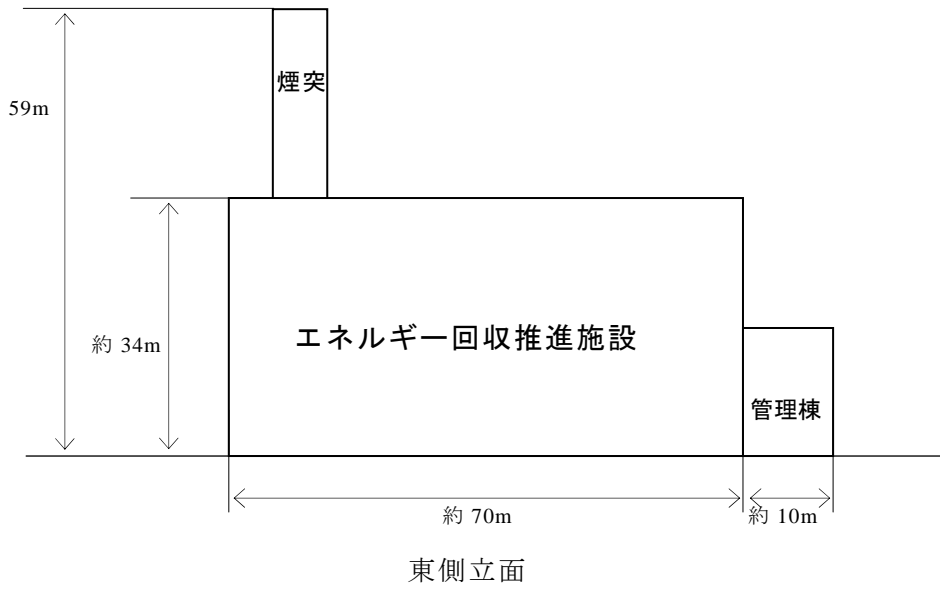 煙突
59m
エネルギー回収推進施設
約 34m
管理棟
約 70m
約 10m
東側立面